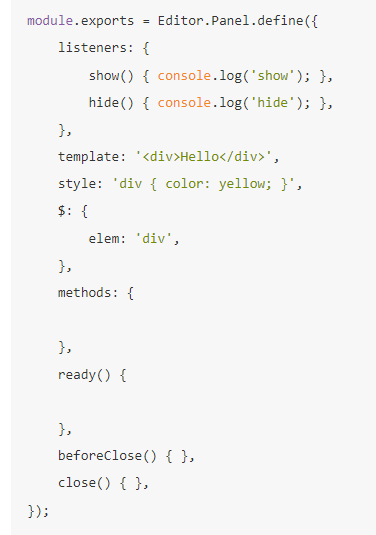 module.exports = Editor.Panel.define({
    listeners: {
        show() { console.log('show'); },
        hide() { console.log('hide'); },
    },
    template: '<div>Hello</div>',
    style: 'div { color: yellow; }',
    $: {
        elem: 'div',
    },
    methods: {

    },
    ready() {

    },
    beforeClose() { },
    close() { },
});